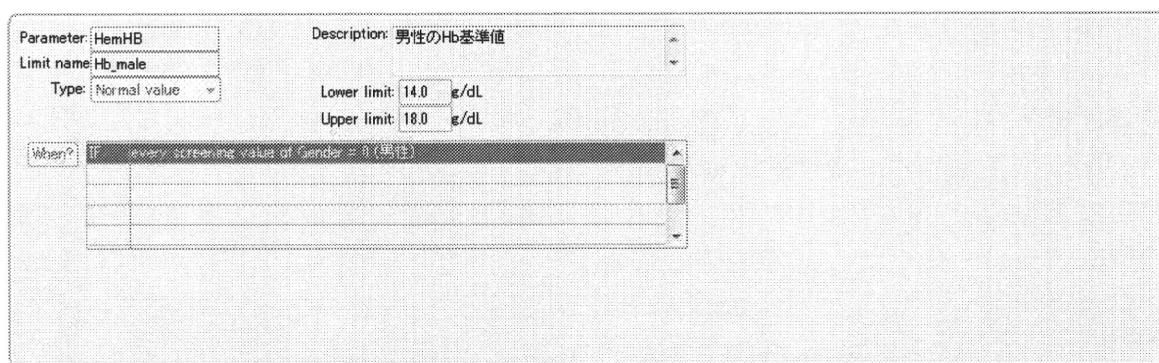 Parameter: HemHB
Description: 男性のHb基準値
Limit name Hb_male
Type: Normal value
Lower limit: 14.0 g/dL
Upper limit: 18.0 g/dL
When?
IF every screening value of Gender = (男性)